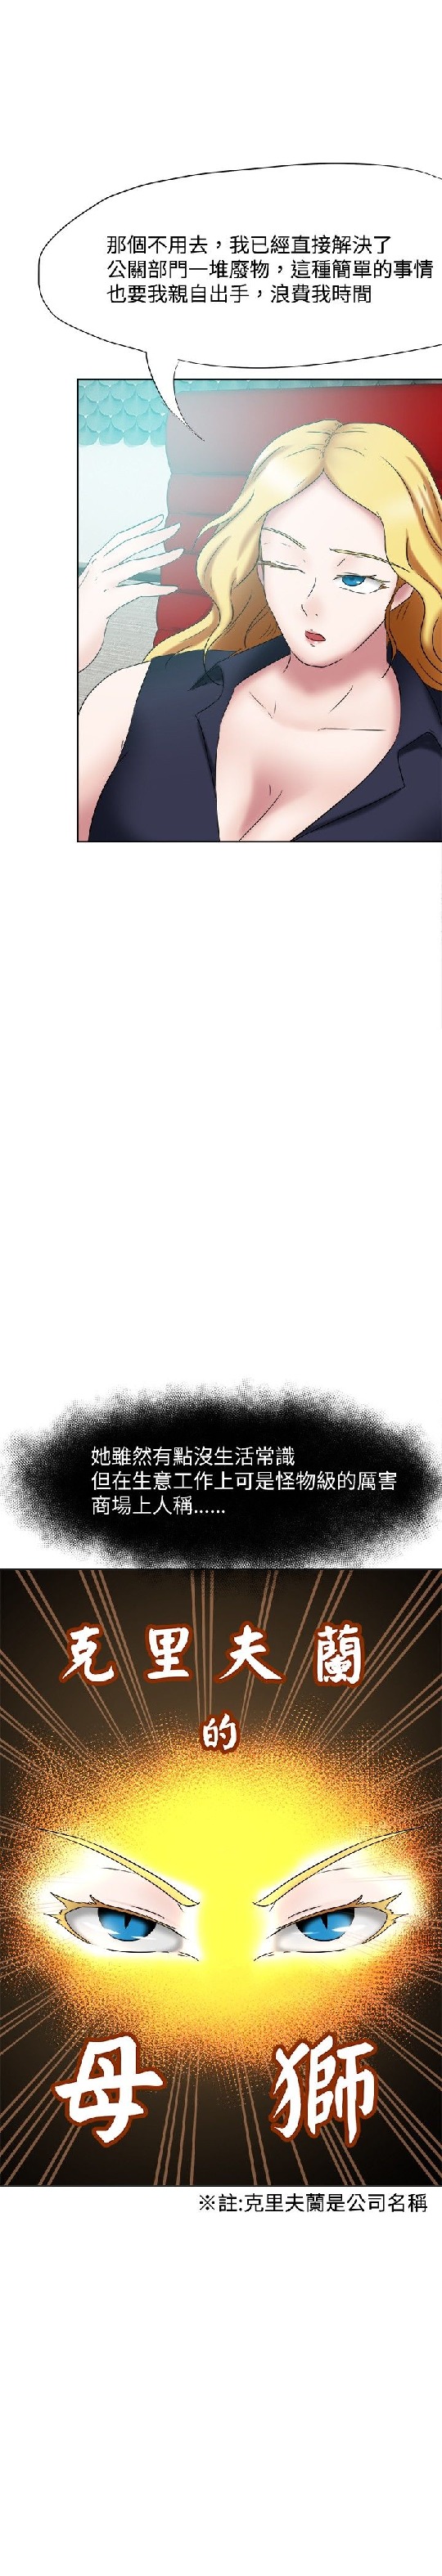 那個不用去，我已經直接解決了
公關部門一堆廢物，這種簡單的事情
也要我親自出手，浪費我時間
她雖然有點沒生活常識
但在生意工作上可是怪物級的厲害
商場上人稱......
克里夫蘭
的
母獅
※註:克里夫蘭是公司名稱